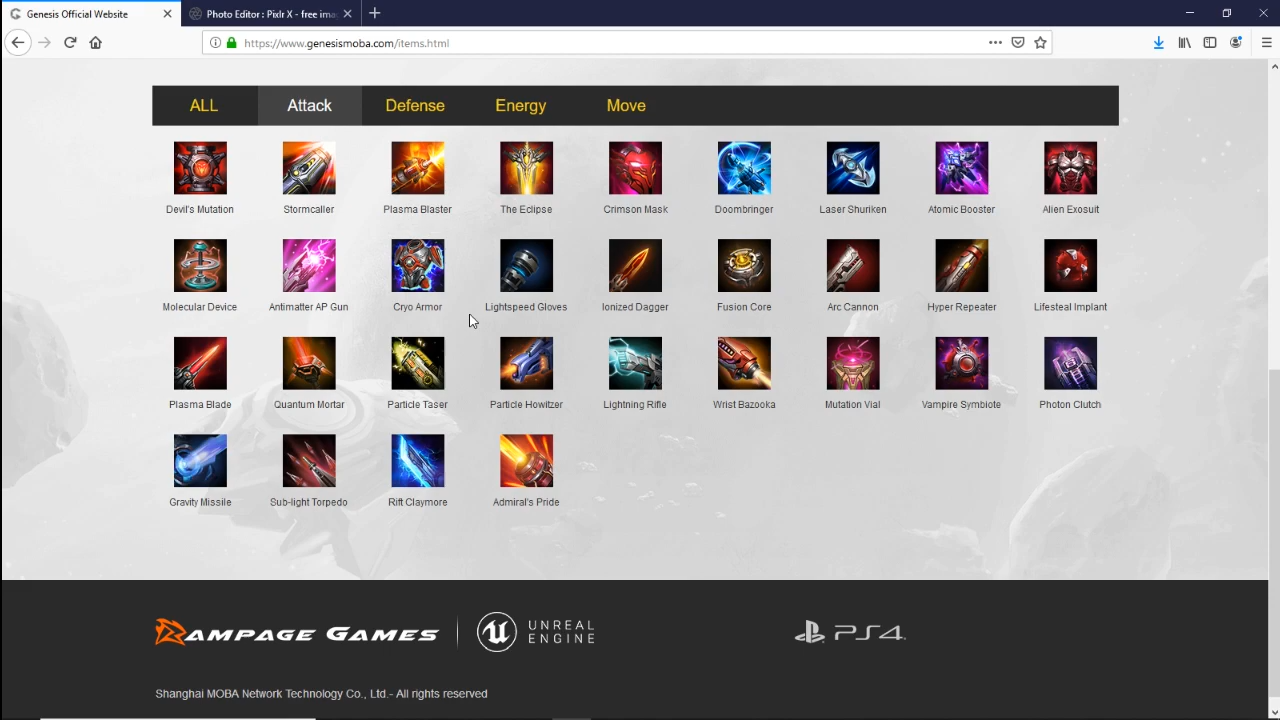 Genesis Official Website
Photo Editor : Pixlr X - free ima
https://www.genesismoba.com/items.html
ALL Attack Defense Energy Move
Devil's Mutation Stormcaller Plasma Blaster The Eclipse Crimson Mask Doombringer Laser Shuriken Atomic Booster Alien Exosuit
Molecular Device Antimatter AP Gun Cryo Armor Lightspeed Gloves Ionized Dagger Fusion Core Arc Cannon Hyper Repeater Lifesteal Implant
Plasma Blade Quantum Mortar Particle Taser Particle Howitzer Lightning Rifle Wrist Bazooka Mutation Vial Vampire Symbiote Photon Clutch
Gravity Missile Sub-light Torpedo Rift Claymore Admiral's Pride
RAMPAGE GAMES
UNREAL
ENGINE
PS4
Shanghai MOBA Network Technology Co., Ltd.- All rights reserved